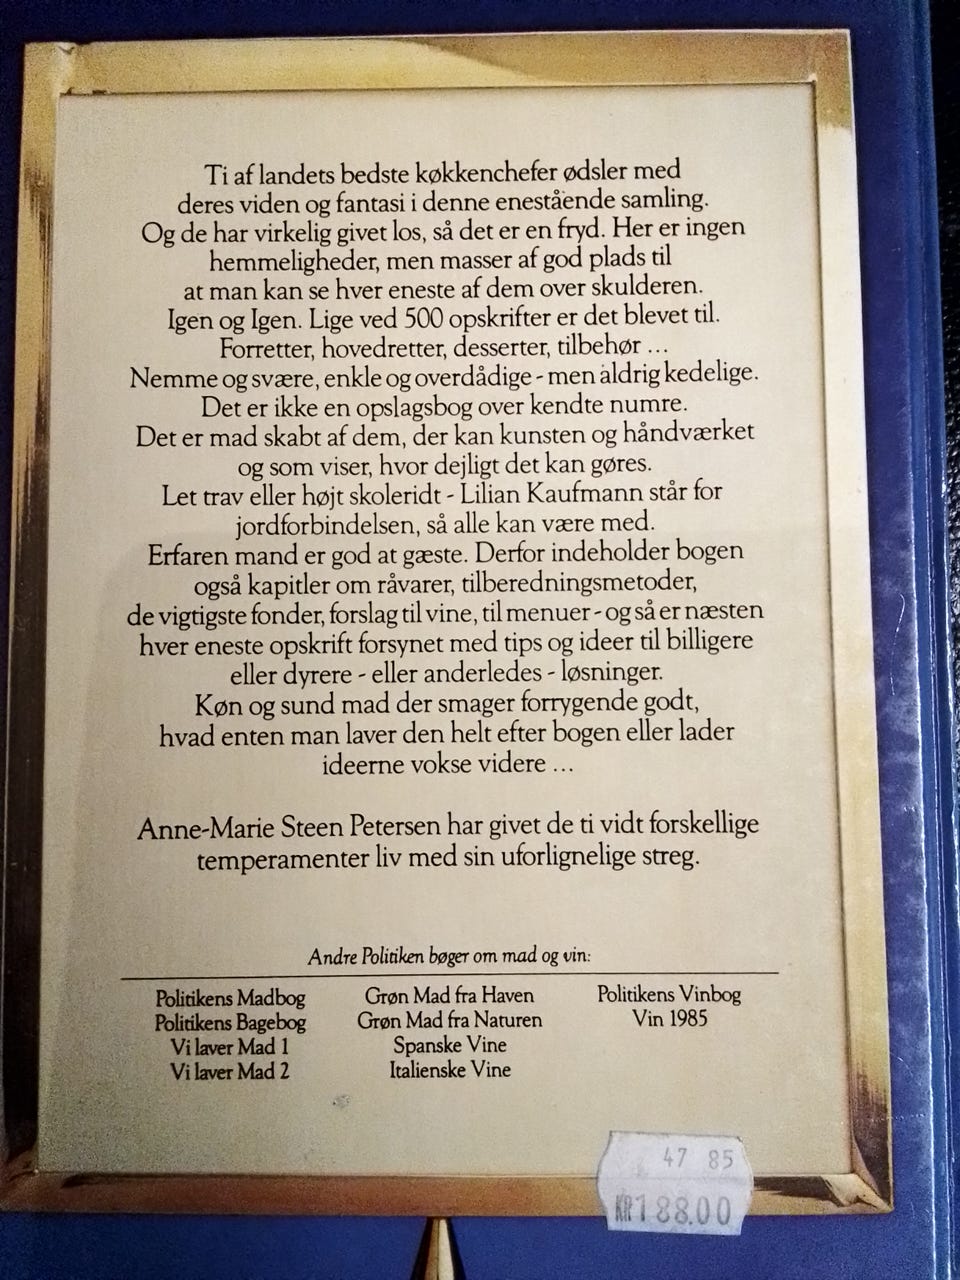 Ti af landets bedste køkkenchefer ødsler med
deres viden og fantasi i denne enestående samling.
Og de har virkelig givet los, så det er en fryd. Her er ingen
hemmeligheder, men masser af god plads til
at man kan se hver eneste af dem over skulderen.
Igen og Igen. Lige ved 500 opskrifter er det blevet til.
Forretter, hovedretter, desserter, tilbehør ...
Nemme og svære, enkle og overdådige - men aldrig kedelige.
Det er ikke en opslagsbog over kendte numre.
Det er mad skabt af dem, der kan kunsten og håndværket
og som viser, hvor dejligt det kan gøres.
Let trav eller højt skoleridt - Lilian Kaufmann står for
jordforbindelsen, så alle kan være med.
Erfaren mand er god at gæste. Derfor indeholder bogen
også kapitler om råvarer, tilberedningsmetoder,
de vigtigste fonder, forslag til vine, til menuer - og så er næsten
hver eneste opskrift forsynet med tips og ideer til billigere
eller dyrere - eller anderledes - løsninger.
Køn og sund mad der smager forrygende godt,
hvad enten man laver den helt efter bogen eller lader
ideerne vokse videre ...
Anne-Marie Steen Petersen har givet de ti vidt forskellige
temperamenter liv med sin uforlignelige streg.
Andre Politiken bøger om mad og vin:
Politikens Madbog
Politikens Bagebog
Vi laver Mad 1
Vi laver Mad 2
Grøn Mad fra Haven
Grøn Mad fra Naturen
Spanske Vine
Italienske Vine
Politikens Vinbog
Vin 1985
47 85
KR 188.00